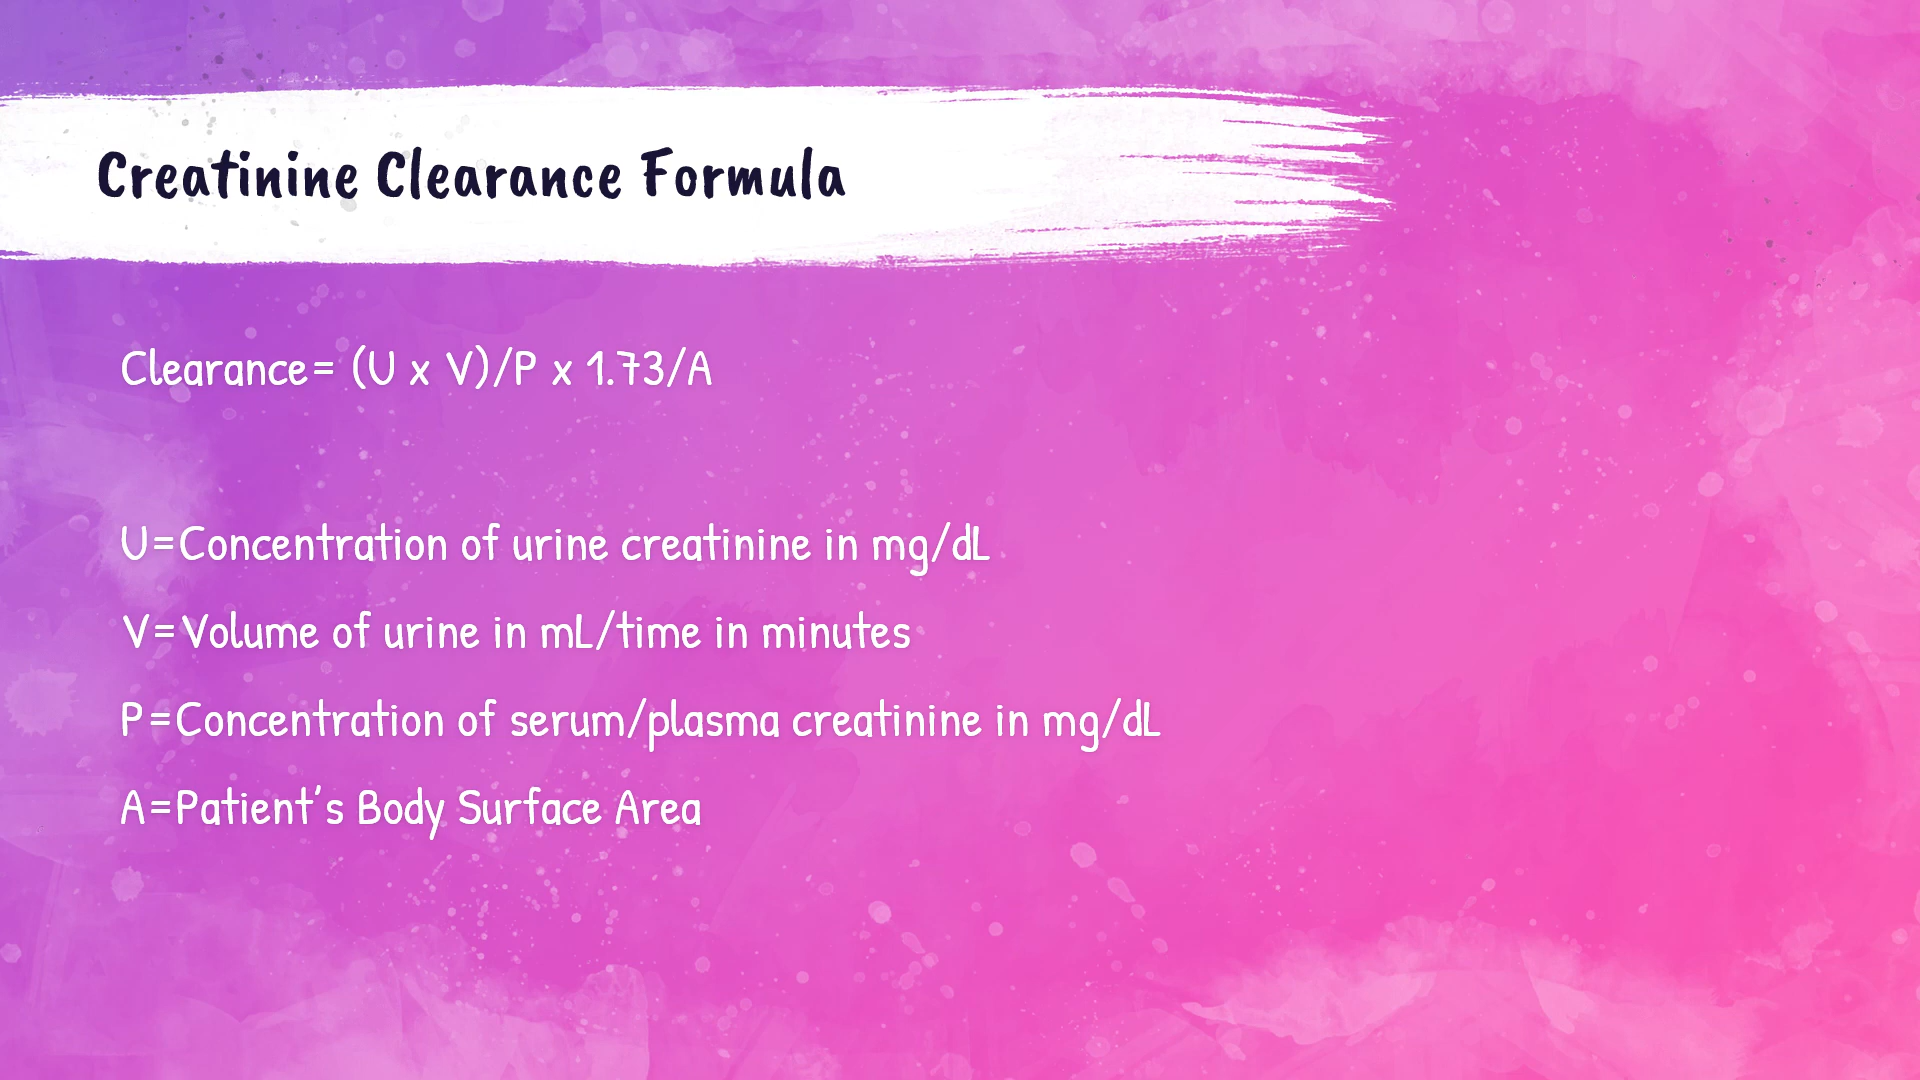 Creatinine Clearance Formula
Clearance= (U x V)/P x 1.73/A
U=Concentration of urine creatinine in mg/dL
V=Volume of urine in mL/time in minutes
P=Concentration of serum/plasma creatinine in mg/dL
A=Patient's Body Surface Area